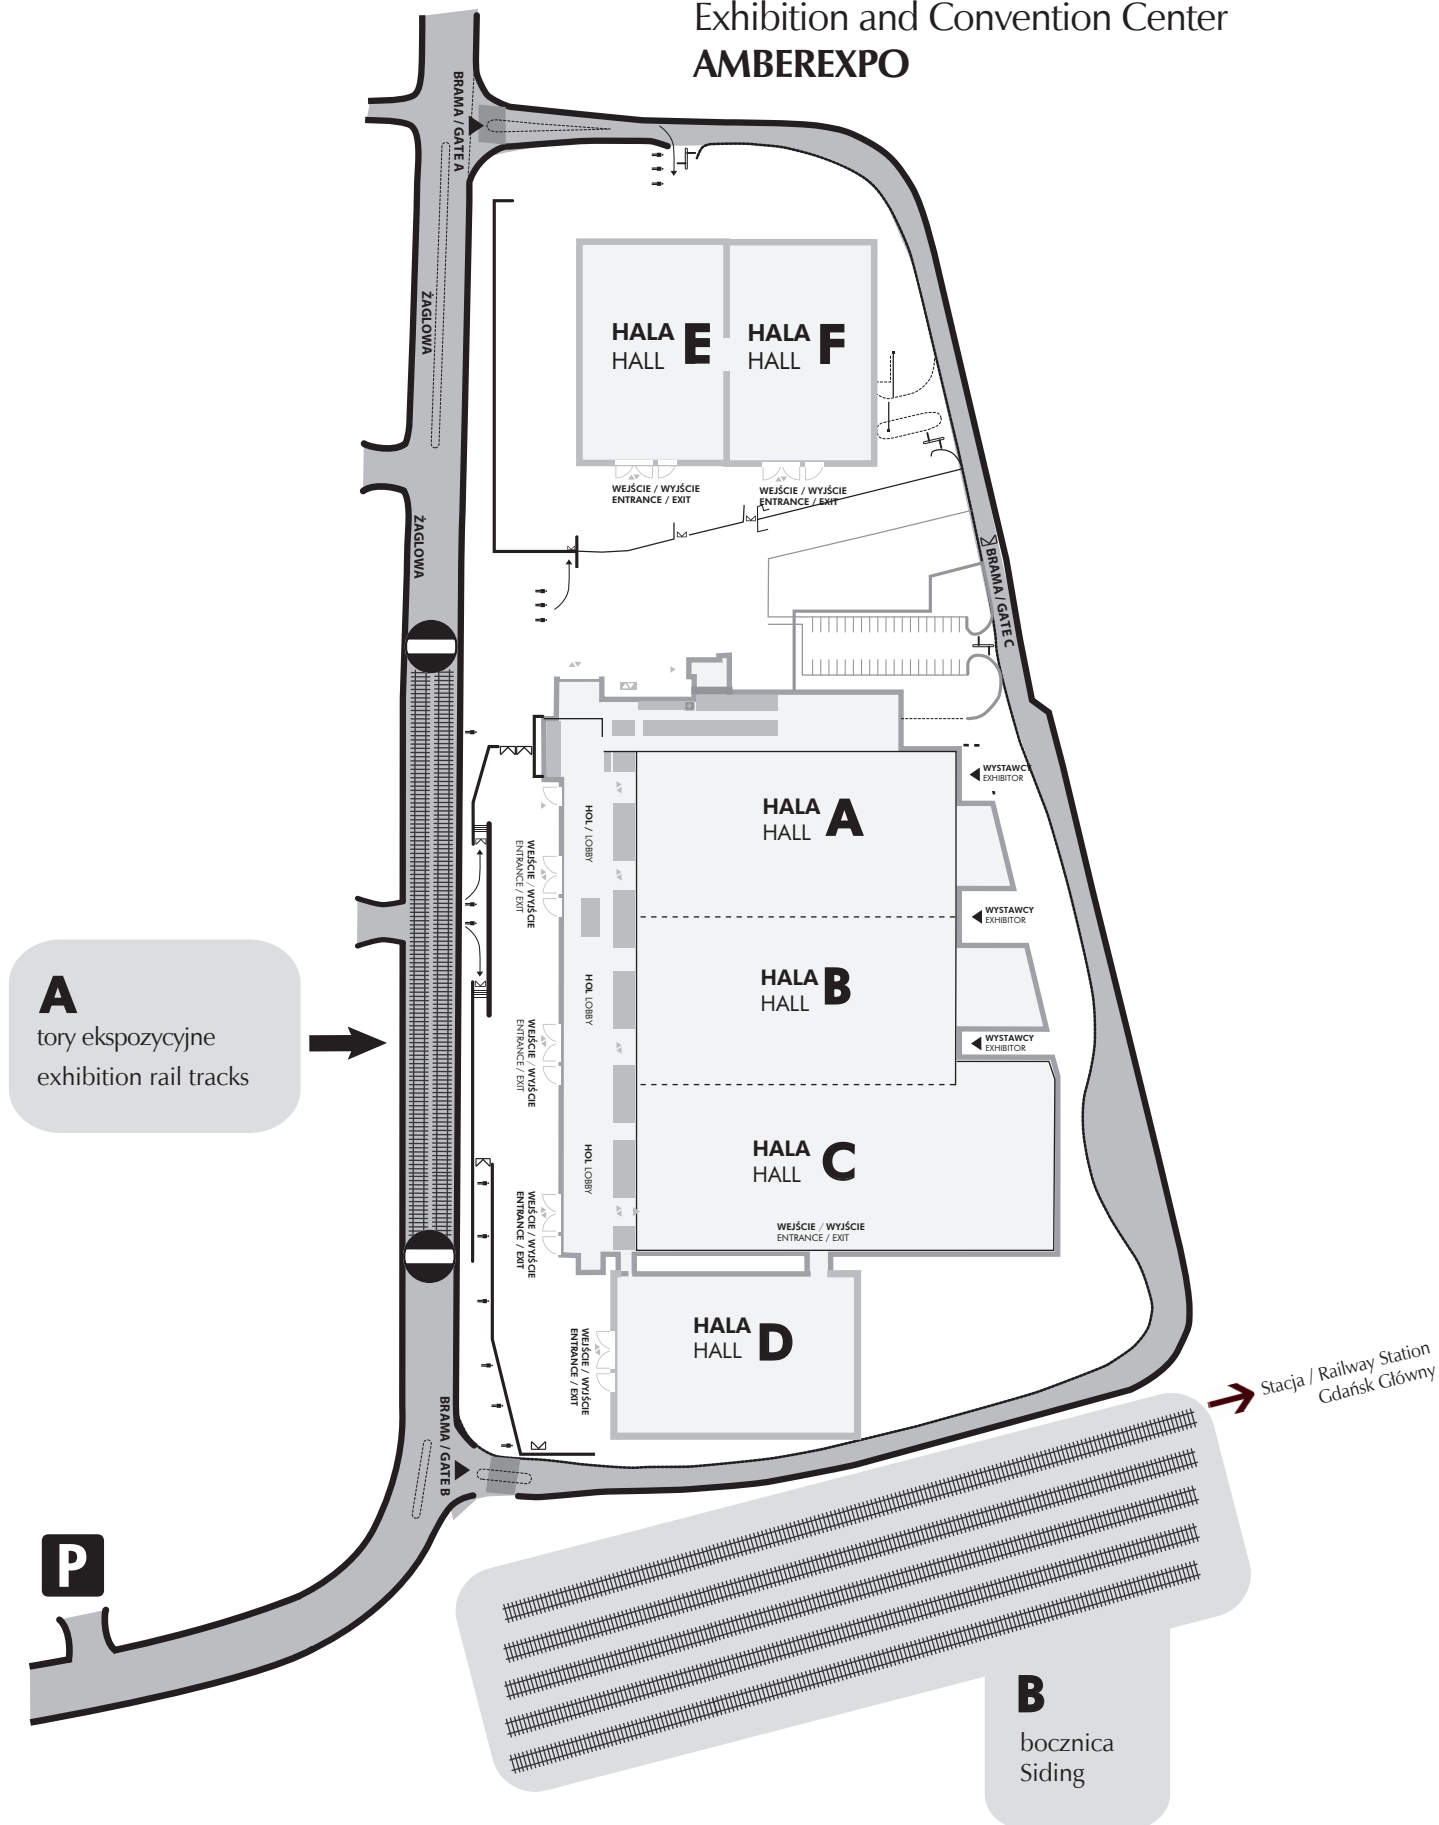 Exhibition and Convention Center
AMBEREXPO
BRAMA / GATE A
ŻAGLOWA
HALA
HALL
E
HALA
HALL
F
WEJŚCIE / WYJŚCIE
ENTRANCE / EXIT
WEJŚCIE / WYJŚCIE
ENTRANCE / EXIT
ŻAGLOWA
BRAMA / GATE C
WYSTAWCY
EXHIBITOR
HALA
HALL
A
HOL / LOBBY
WEJŚCIE / WYJŚCIE
ENTRANCE / EXIT
WYSTAWCY
EXHIBITOR
HALA
HALL
B
HOL LOBBY
WEJŚCIE / WYJŚCIE
ENTRANCE / EXIT
WYSTAWCY
EXHIBITOR
A
tory ekspozycyjne
exhibition rail tracks
HALA
HALL
C
HOL LOBBY
WEJŚCIE / WYJŚCIE
ENTRANCE / EXIT
WEJŚCIE / WYJŚCIE
ENTRANCE / EXIT
HALA
HALL
D
WEJŚCIE / WYJŚCIE
ENTRANCE / EXIT
Stacja / Railway Station
Gdańsk Główny
BRAMA / GATE B
P
B
bocznica
Siding